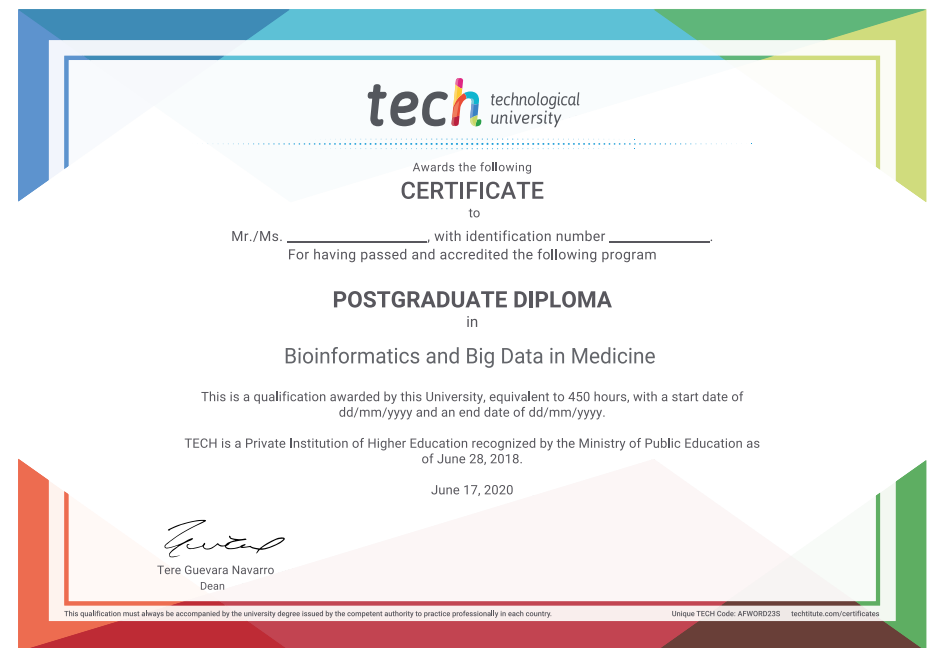 tech technological
university
Awards the following
CERTIFICATE
to
Mr./Ms. ____________, with identification number _________.
For having passed and accredited the following program
POSTGRADUATE DIPLOMA
in
Bioinformatics and Big Data in Medicine
This is a qualification awarded by this University, equivalent to 450 hours, with a start date of
dd/mm/yyyy and an end date of dd/mm/yyyy.
TECH is a Private Institution of Higher Education recognized by the Ministry of Public Education as
of June 28, 2018.
June 17, 2020
Tere Guevara Navarro
Dean
This qualification must always be accompanied by the university degree issued by the competent authority to practice professionally in each country. Unique TECH Code: AFWORD23S techtitute.com/certificates